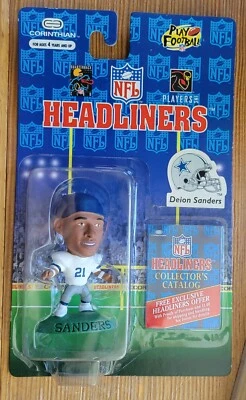 CORINTHIAN
FOR AGES 4 YEARS AND UP
PLAY
FOOTBALL
NFL
PLAYERS INC
HEADLINERS
Deion Sanders
21
SANDERS
NFL
HEADLINERS
COLLECTOR'S
CATALOG
FREE EXCLUSIVE
HEADLINERS OFFER